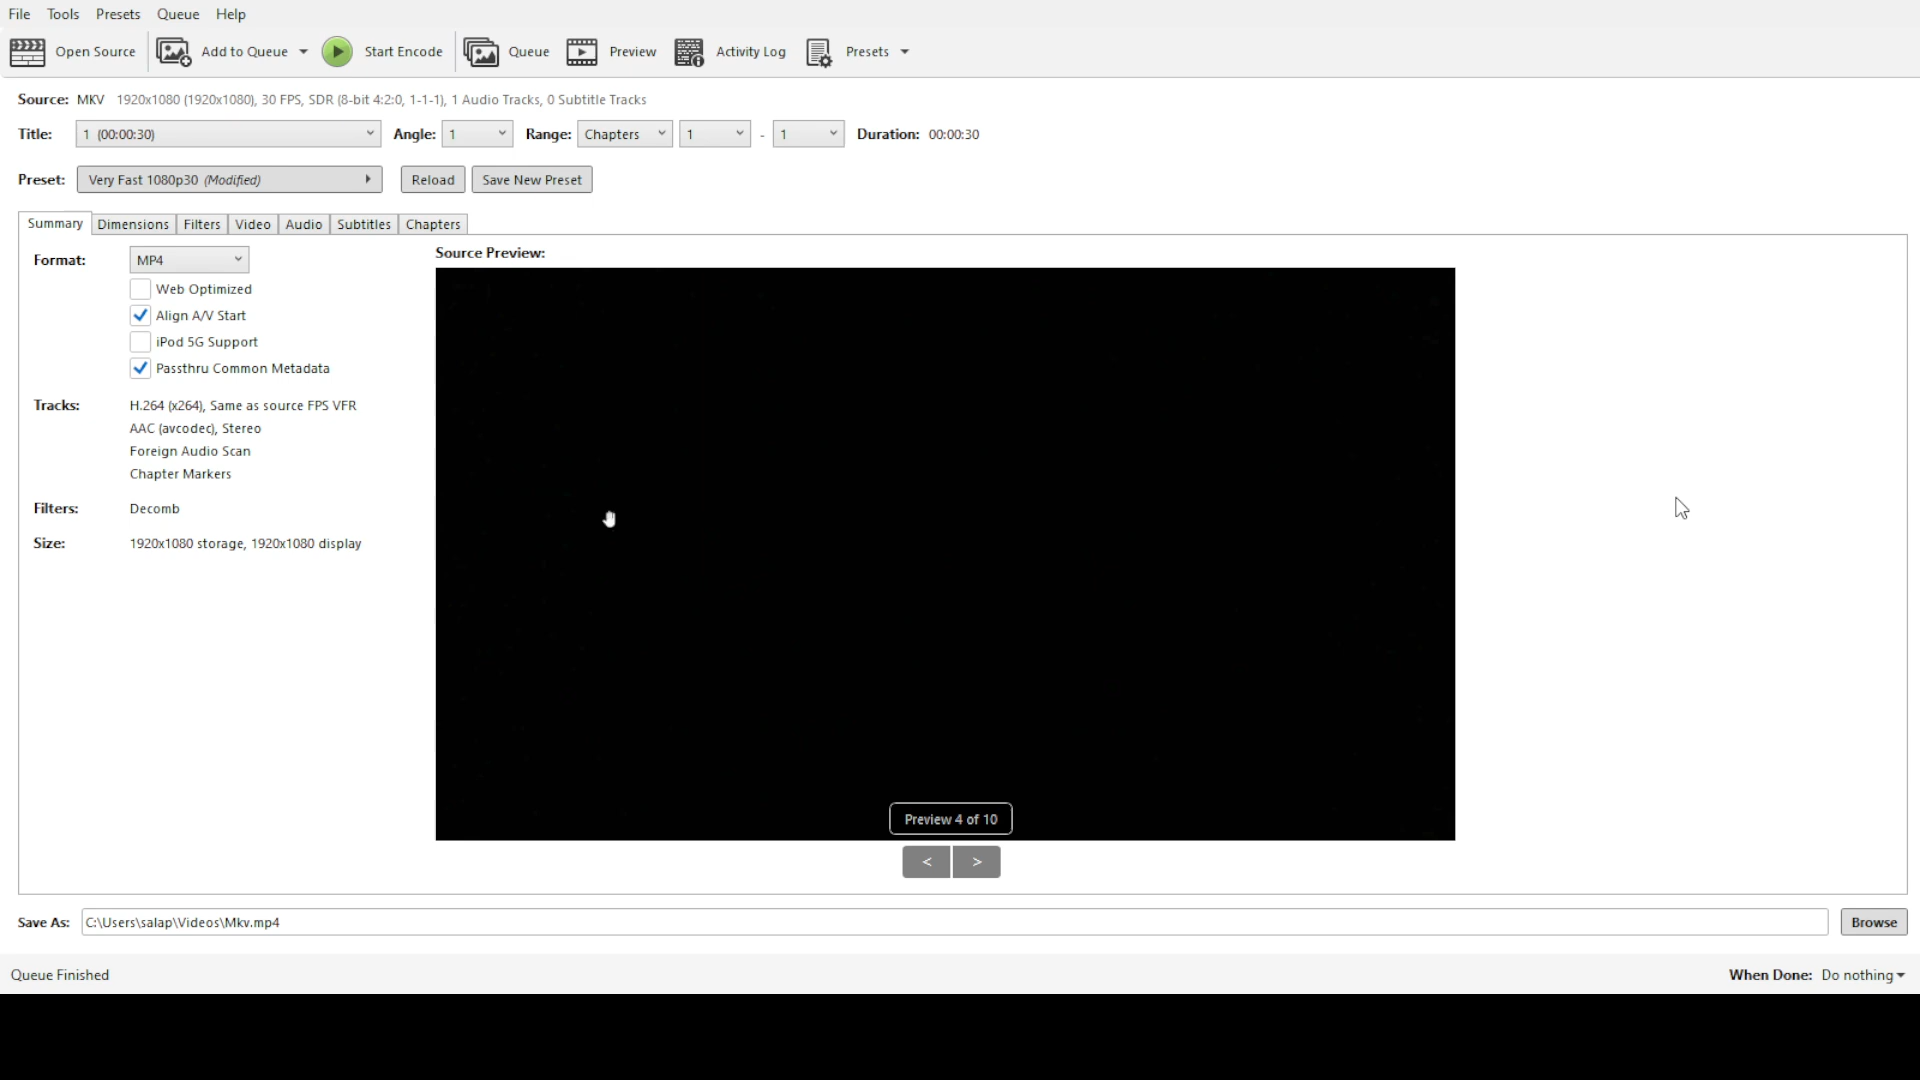 File Tools Presets Queue Help
Open Source Add to Queue Start Encode Queue Preview Activity Log Presets
Source: MKV 1920x1080 (1920x1080), 30 FPS, SDR (8-bit 4:2:0, 1-1-1), 1 Audio Tracks, 0 Subtitle Tracks
Title: 1 (00:00:30) Angle: 1 Range: Chapters 1 - 1 Duration: 00:00:30
Preset: Very Fast 1080p30 (Modified) Reload Save New Preset
Summary Dimensions Filters Video Audio Subtitles Chapters
Format: MP4
Web Optimized
Align A/V Start
iPod 5G Support
Passthru Common Metadata
Tracks: H.264 (x264), Same as source FPS VFR
AAC (avcodec), Stereo
Foreign Audio Scan
Chapter Markers
Filters: Decomb
Size: 1920x1080 storage, 1920x1080 display
Source Preview:
Preview 4 of 10
< >
Save As: C:\Users\salap\Videos\Mkv.mp4 Browse
Queue Finished When Done: Do nothing